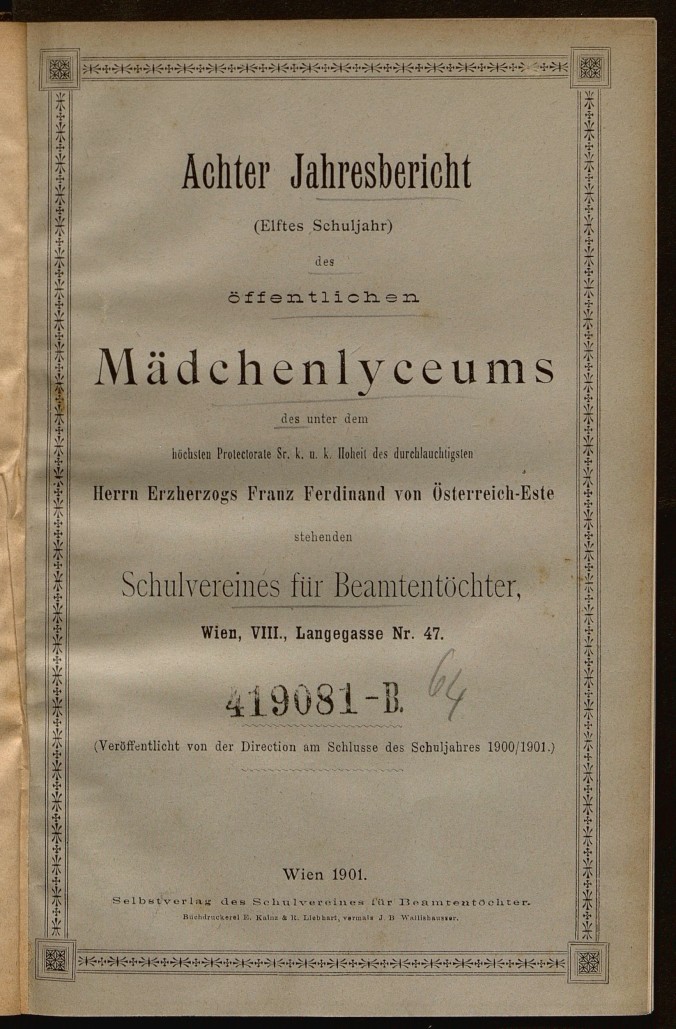 Achter Jahresbericht
(Elftes Schuljahr)
des
öffentlichen
Mädchenlyceums
des unter dem
höchsten Protectorate Sr. k. u. k. Hoheit des durchlauchtigsten
Herrn Erzherzogs Franz Ferdinand von Österreich-Este
stehenden
Schulvereines für Beamtentöchter,
Wien, VIII., Langegasse Nr. 47.
419081-B. 64
(Veröffentlicht von der Direction am Schlusse des Schuljahres 1900/1901.)
Wien 1901.
Selbstverlag des Schulvereines für Beamtentöchter.
Buchdruckerei E. Kainz & R. Liebhart, vormals J. B. Wallishausser.